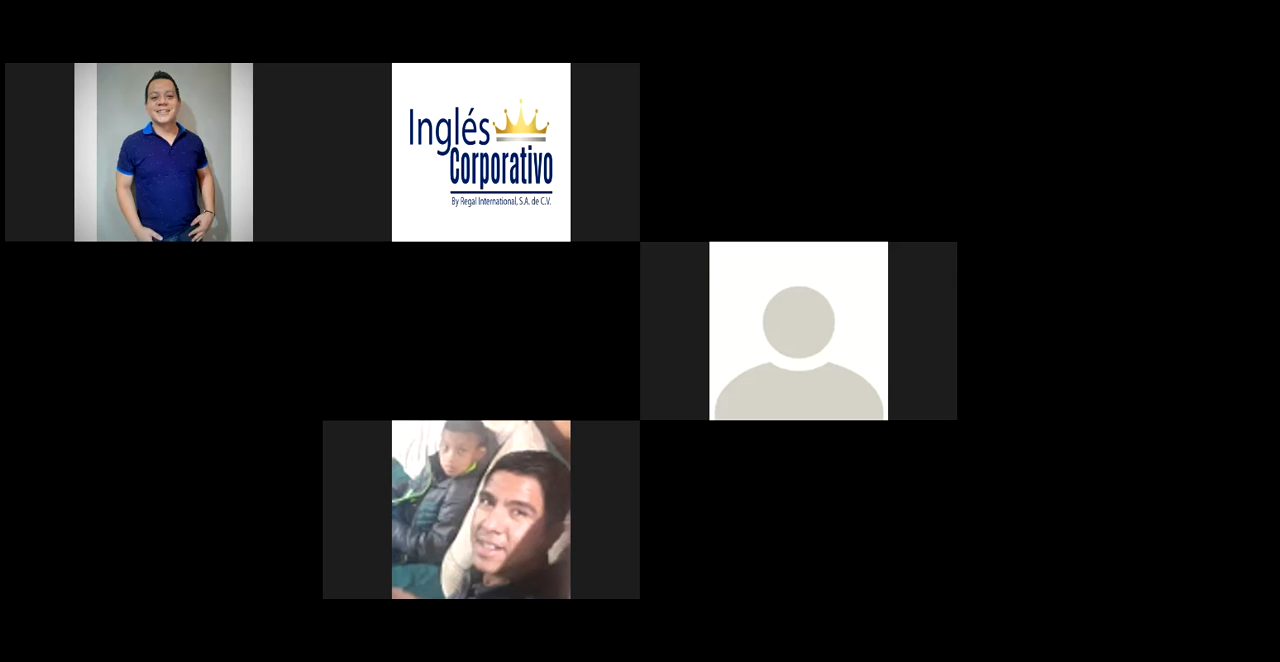 Inglés
Corporativo
By Regal International, S.A. de C.V.